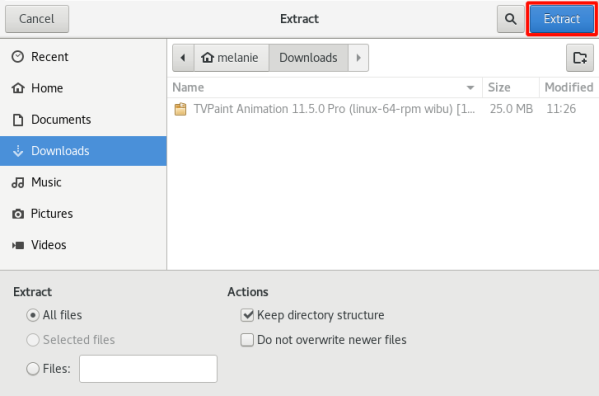 Cancel Extract Extract
Recent
Home
Documents
Downloads
Music
Pictures
Videos
melanie Downloads
Name Size Modified
TVPaint Animation 11.5.0 Pro (linux-64-rpm wibu) [1... 25.0 MB 11:26
Extract
All files
Selected files
Files:
Actions
Keep directory structure
Do not overwrite newer files